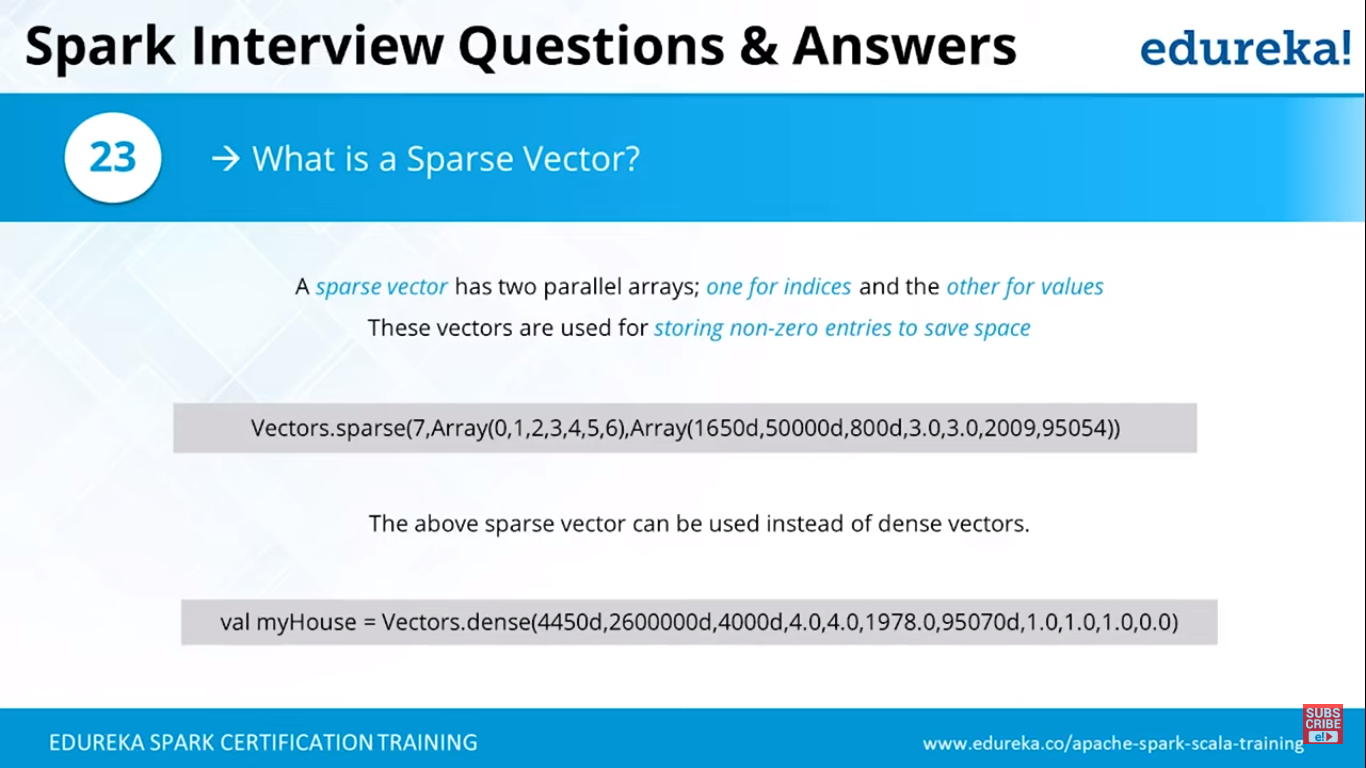 Spark Interview Questions & Answers
edureka!
23
→ What is a Sparse Vector?
A sparse vector has two parallel arrays; one for indices and the other for values
These vectors are used for storing non-zero entries to save space
Vectors.sparse(7,Array(0,1,2,3,4,5,6),Array(1650d,50000d,800d,3.0,3.0,2009,95054))
The above sparse vector can be used instead of dense vectors.
val myHouse = Vectors.dense(4450d,2600000d,4000d,4.0,4.0,1978.0,95070d,1.0,1.0,1.0,0.0)
EDUREKA SPARK CERTIFICATION TRAINING
www.edureka.co/apache-spark-scala-training
SUBS
CRIBE
e!